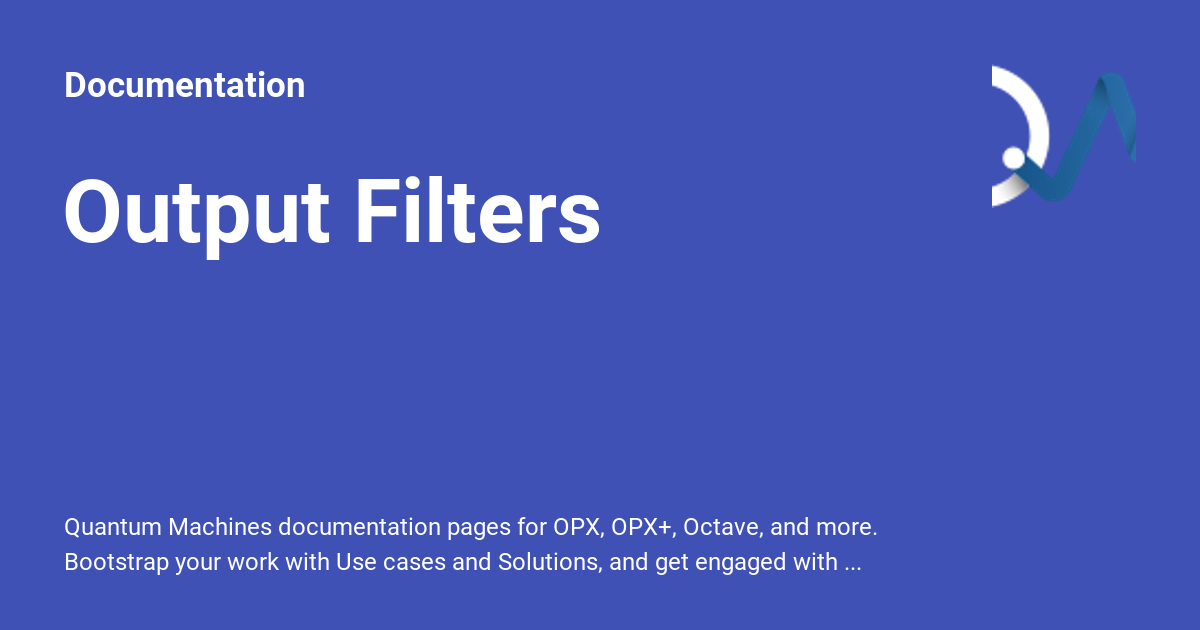 Documentation
Output Filters
Quantum Machines documentation pages for OPX, OPX+, Octave, and more.
Bootstrap your work with Use cases and Solutions, and get engaged with ...